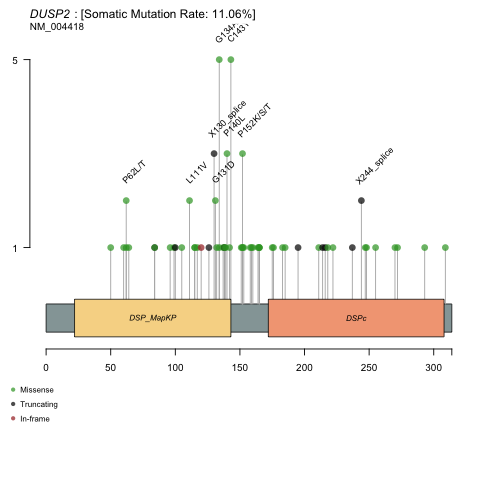 DUSP2 : [Somatic Mutation Rate: 11.06%]
NM_004418
5
1
P62L/T
L111V
X130_splice
G131D
P140L
P152K/S/T
X244_splice
DSP_MapKP
DSPc
0 50 100 150 200 250 300
Missense
Truncating
In-frame